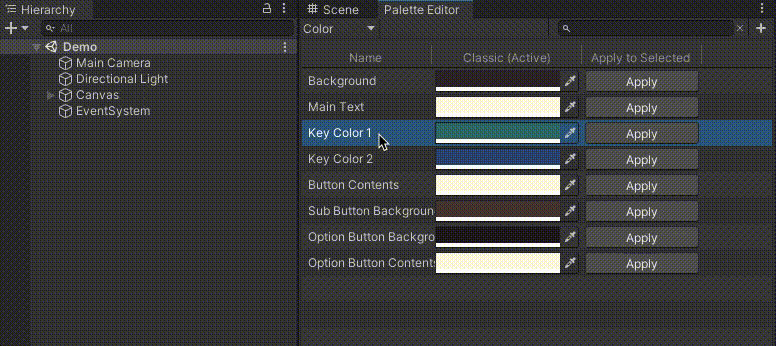 Hierarchy
All
Demo
Main Camera
Directional Light
Canvas
EventSystem
Scene
Palette Editor
Color
Name
Classic (Active)
Apply to Selected
Background
Apply
Main Text
Apply
Key Color 1
Apply
Key Color 2
Apply
Button Contents
Apply
Sub Button Backgroun
Apply
Option Button Backgro
Apply
Option Button Contents
Apply